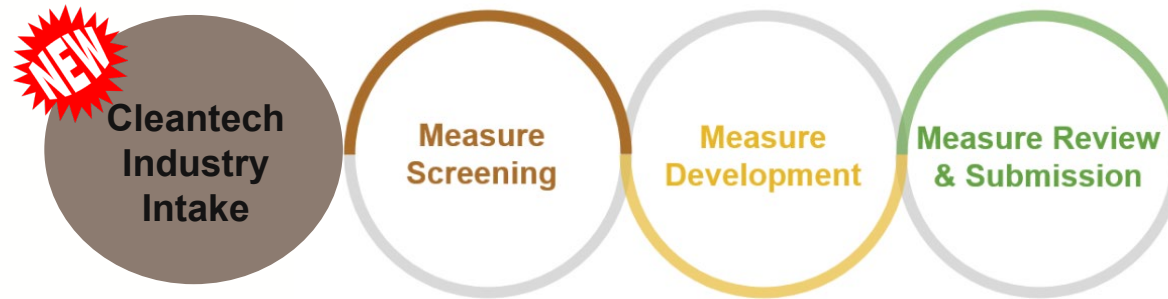 NEW
Cleantech
Industry
Intake
Measure
Screening
Measure
Development
Measure Review
& Submission